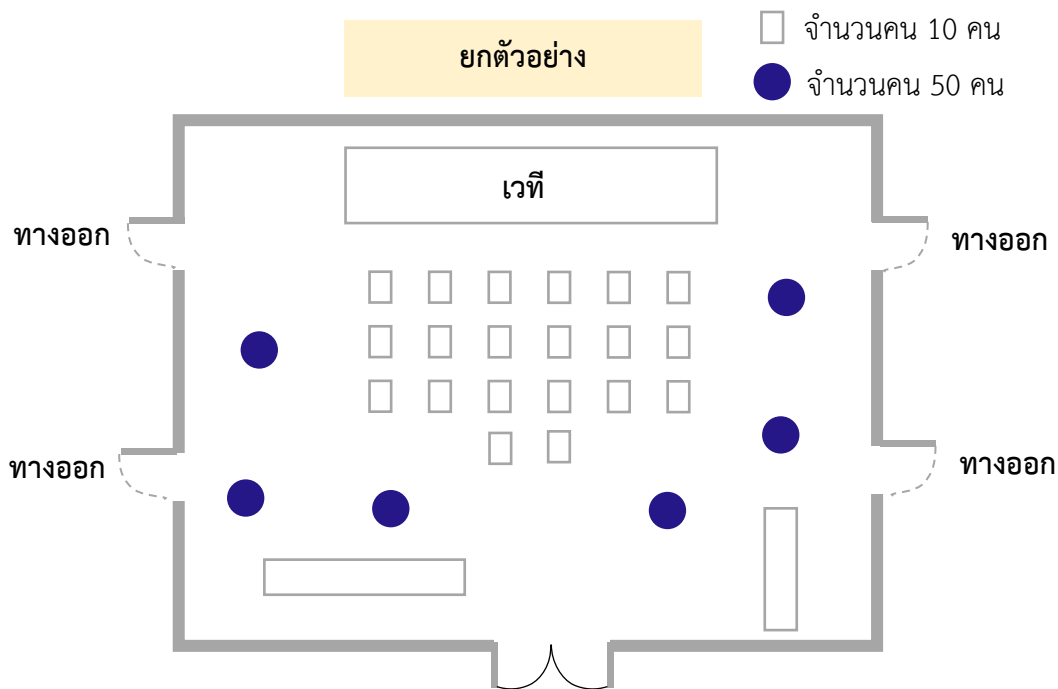 ยกตัวอย่าง
จำนวนคน 10 คน
จำนวนคน 50 คน
เวที
ทางออก
ทางออก
ทางออก
ทางออก